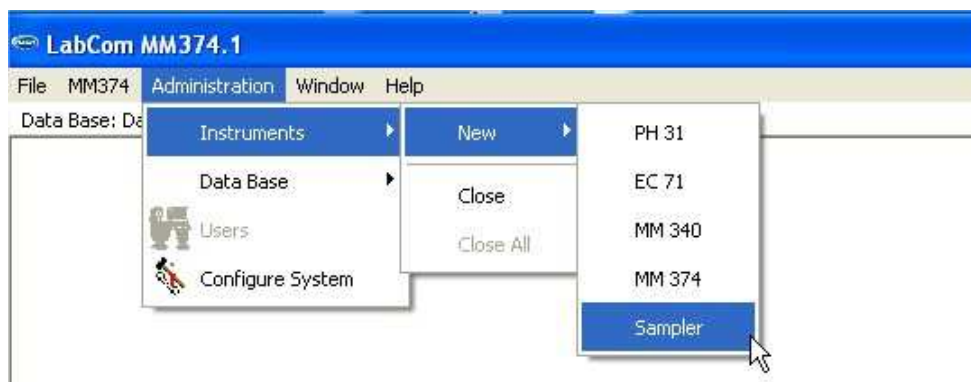 LabCom MM374.1
File MM374 Administration Window Help
Data Base: Da
Instruments
Data Base
Users
Configure System
New
Close
Close All
PH 31
EC 71
MM 340
MM 374
Sampler